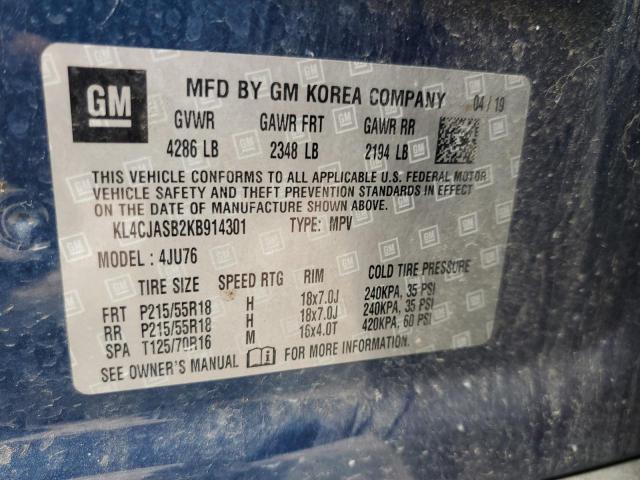 GM MFD BY GM KOREA COMPANY 04 / 19
GVWR GAWR FRT GAWR RR
4286 LB 2348 LB 2194 LB
THIS VEHICLE CONFORMS TO ALL APPLICABLE U.S. FEDERAL MOTOR
VEHICLE SAFETY AND THEFT PREVENTION STANDARDS IN EFFECT
ON THE DATE OF MANUFACTURE SHOWN ABOVE.
KL4CJASB2KB914301 TYPE: MPV
MODEL : 4JU76
TIRE SIZE SPEED RTG RIM COLD TIRE PRESSURE
FRT P215/55R18 H 18x7.0J 240KPA, 35 PSI
RR P215/55R18 H 18x7.0J 240KPA, 35 PSI
SPA T125/70R16 M 16x4.0T 420KPA, 60 PSI
SEE OWNER'S MANUAL FOR MORE INFORMATION.